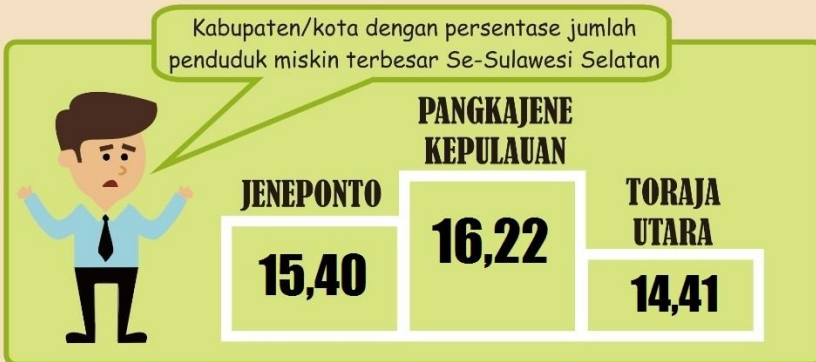 Kabupaten/kota dengan persentase jumlah
penduduk miskin terbesar Se-Sulawesi Selatan
JENEPONTO
15,40
PANGKAJENE
KEPULAUAN
16,22
TORAJA
UTARA
14,41